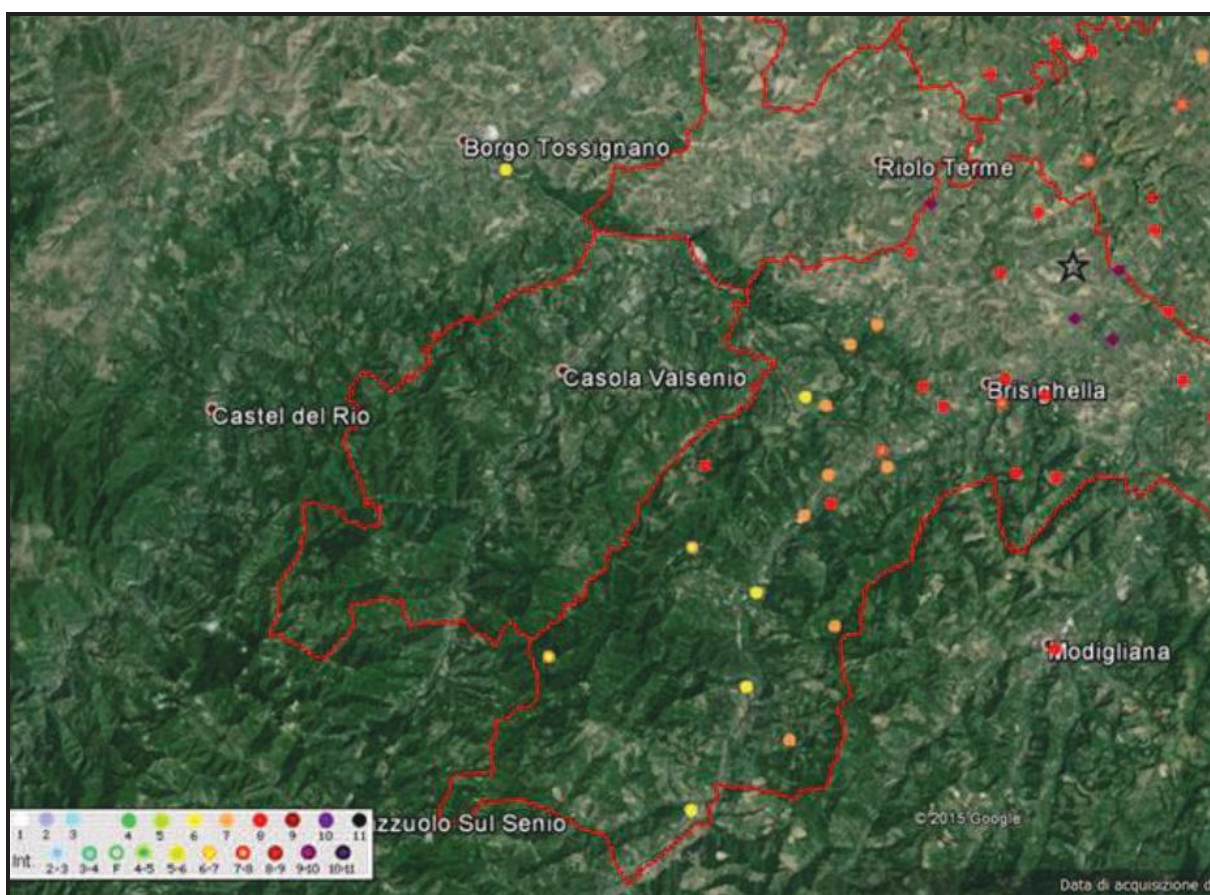 Borgo Tossignano
Riolo Terme
Casola Valsenio
Castel del Rio
Brisighella
Modigliana
©2015 Google
1 2 3 4 5 6 7 8 9 10 11
azzuolo Sul Senio
Int. 2-3 3-4 F 4-5 5-6 6-7 7-8 8-9 9-10 10-11
Data di acquisizione d